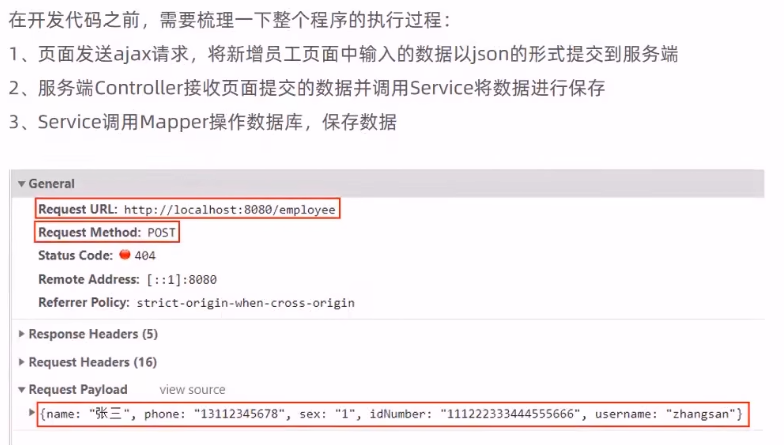 在开发代码之前，需要梳理一下整个程序的执行过程：
1、页面发送ajax请求，将新增员工页面中输入的数据以json的形式提交到服务端
2、服务端Controller接收页面提交的数据并调用Service将数据进行保存
3、Service调用Mapper操作数据库，保存数据
General
Request URL: http://localhost:8080/employee
Request Method: POST
Status Code: 404
Remote Address: [::1]:8080
Referrer Policy: strict-origin-when-cross-origin
Response Headers (5)
Request Headers (16)
Request Payload view source
{name: "张三", phone: "13112345678", sex: "1", idNumber: "111222333444555666", username: "zhangsan"}